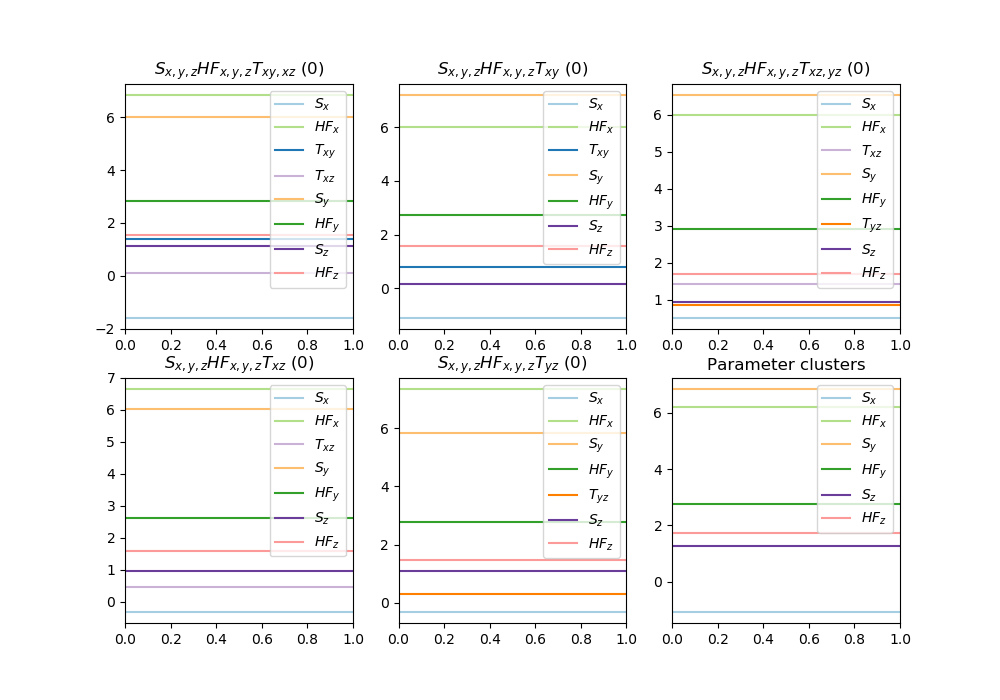 S_{x, y, z}HF_{x, y, z}T_{xy, xz} (0)
6
4
2
0
−2
0.0 0.2 0.4 0.6 0.8 1.0
S_x
HF_x
T_{xy}
T_{xz}
S_y
HF_y
S_z
HF_z
S_{x, y, z}HF_{x, y, z}T_{xy} (0)
6
4
2
0
0.0 0.2 0.4 0.6 0.8 1.0
S_x
HF_x
T_{xy}
S_y
HF_y
S_z
HF_z
S_{x, y, z}HF_{x, y, z}T_{xz, yz} (0)
6
5
4
3
2
1
0.0 0.2 0.4 0.6 0.8 1.0
S_x
HF_x
T_{xz}
S_y
HF_y
T_{yz}
S_z
HF_z
S_{x, y, z}HF_{x, y, z}T_{xz} (0)
7
6
5
4
3
2
1
0
0.0 0.2 0.4 0.6 0.8 1.0
S_x
HF_x
T_{xz}
S_y
HF_y
S_z
HF_z
S_{x, y, z}HF_{x, y, z}T_{yz} (0)
6
4
2
0
0.0 0.2 0.4 0.6 0.8 1.0
S_x
HF_x
S_y
HF_y
T_{yz}
S_z
HF_z
Parameter clusters
6
4
2
0
0.0 0.2 0.4 0.6 0.8 1.0
S_x
HF_x
S_y
HF_y
S_z
HF_z